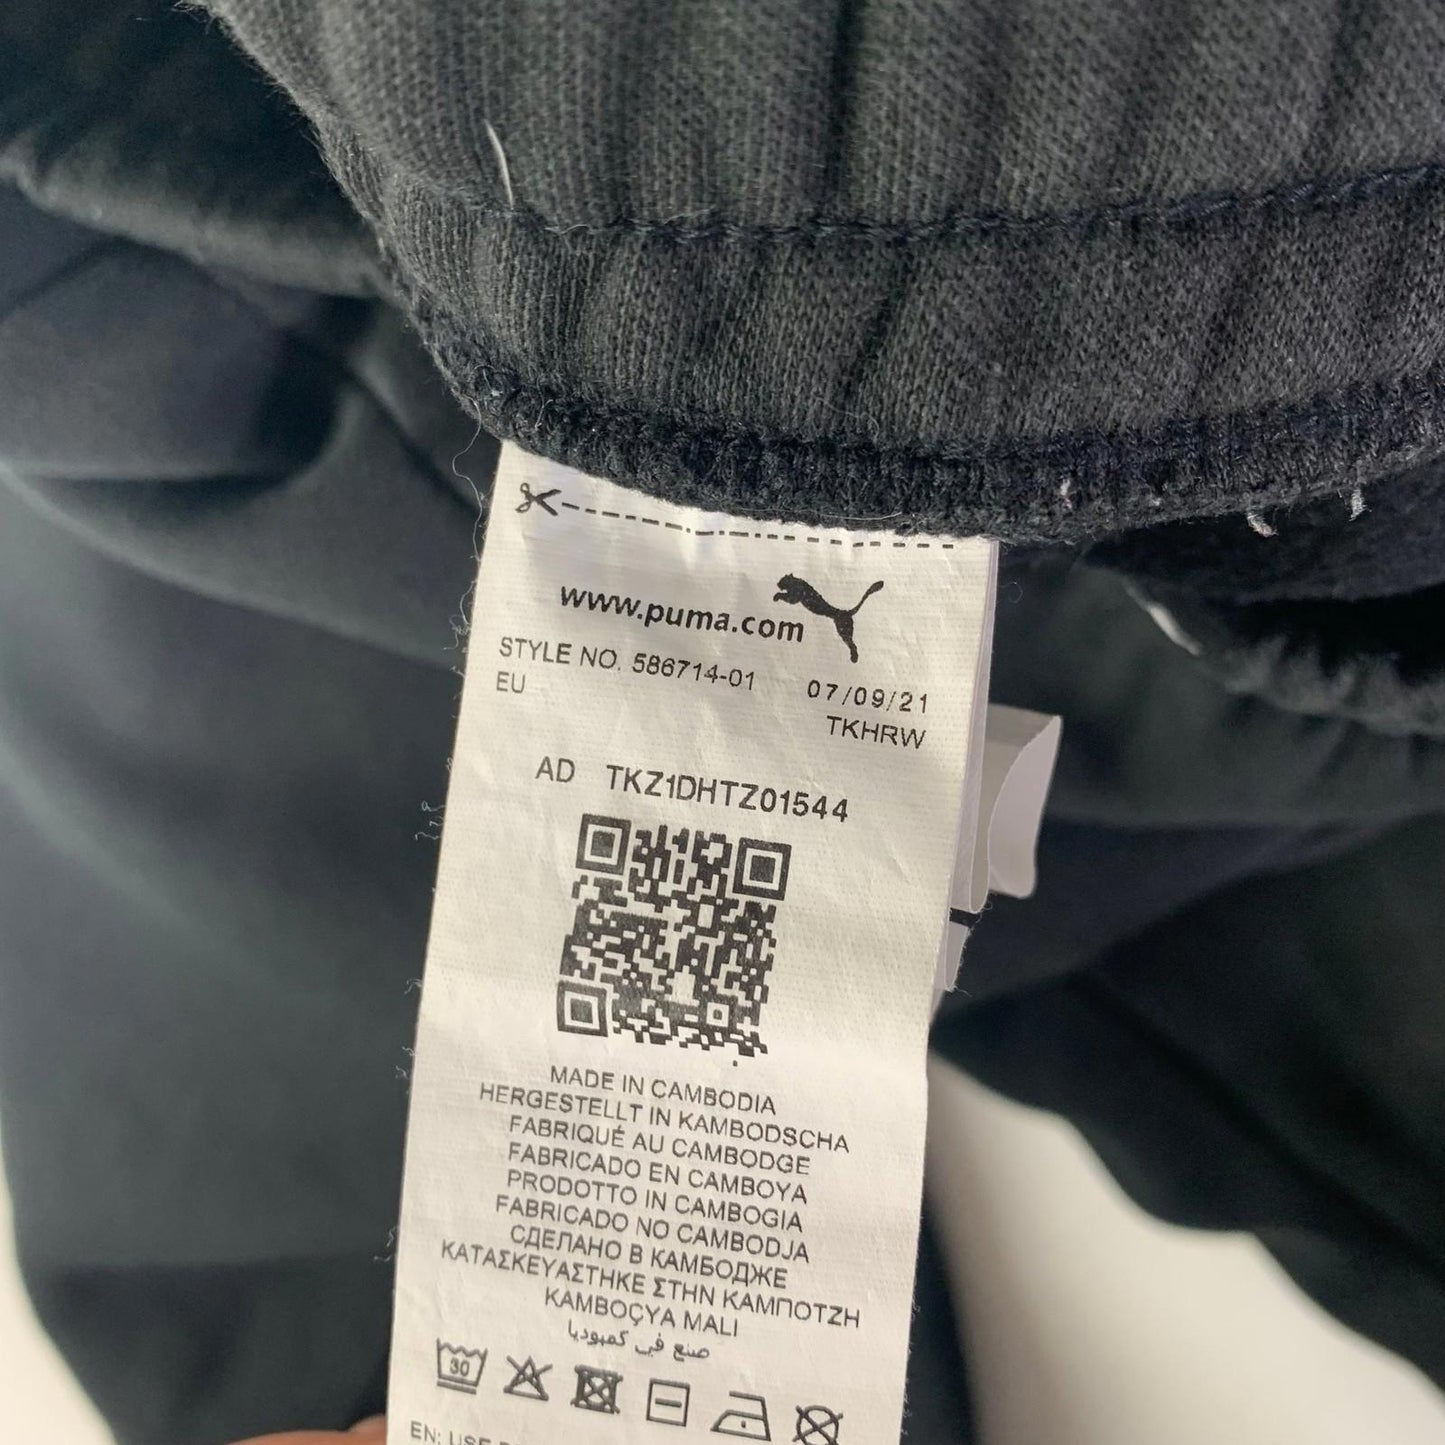 www.puma.com
STYLE NO. 586714-01 07/09/21
EU TKHRW
AD TKZ1DHTZ01544
MADE IN CAMBODIA
HERGESTELLT IN KAMBODSCHA
FABRIQUÉ AU CAMBODGE
FABRICADO EN CAMBOYA
PRODOTTO IN CAMBOGIA
FABRICADO NO CAMBODJA
СДЕЛАНО В КАМБОДЖЕ
ΚΑΤΑΣΚΕΥΑΣΤΗΚΕ ΣΤΗΝ ΚΑΜΠΟΤΖΗ
KAMBOÇYA MALI
صنع في كمبوديا
30
EN: USE